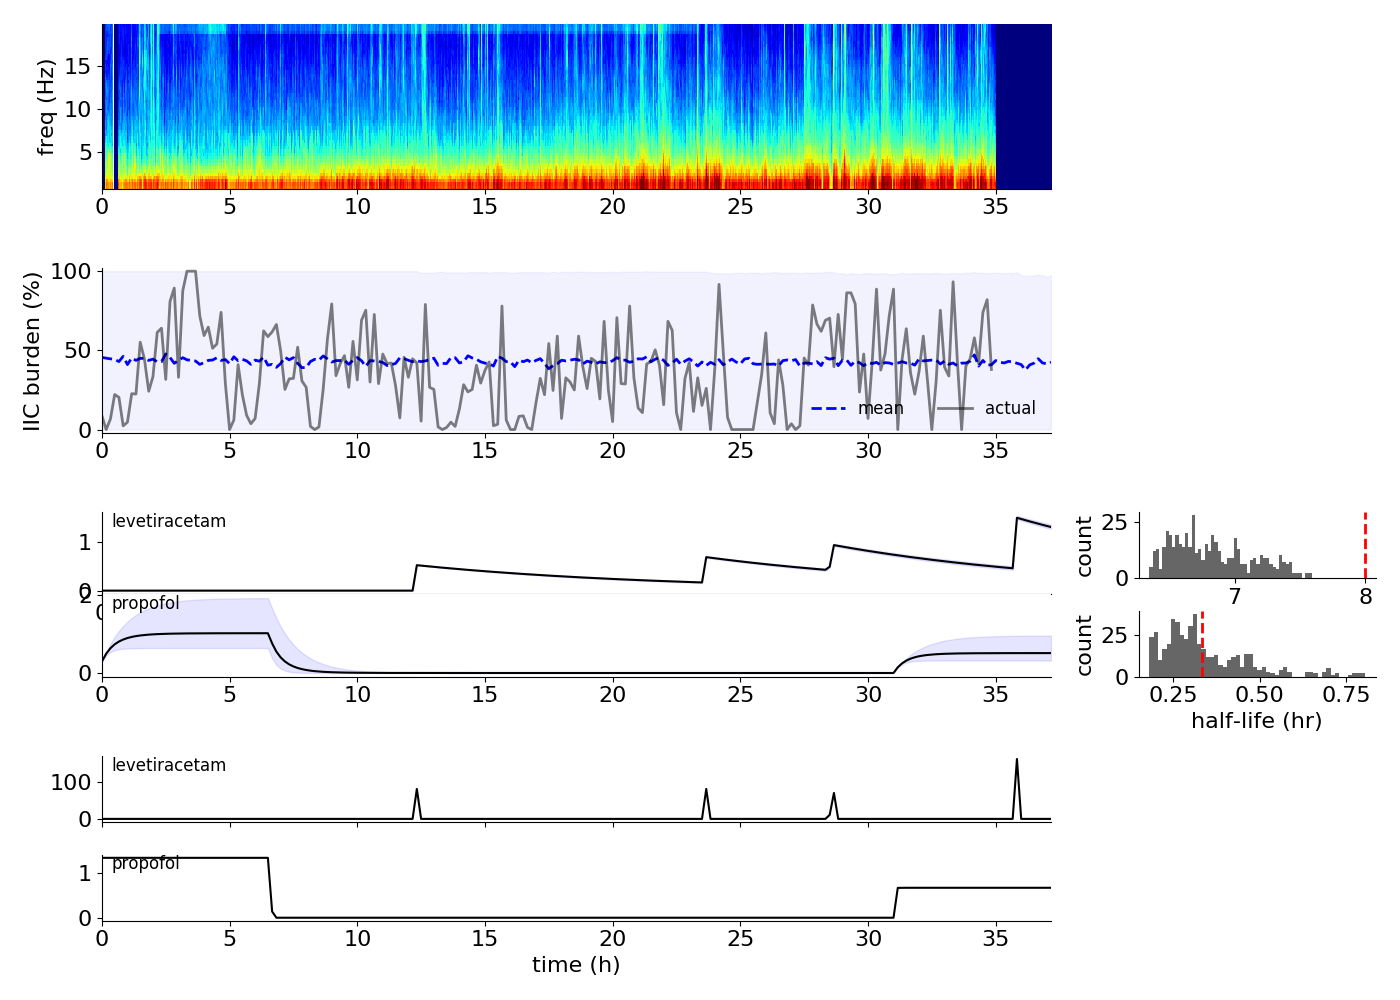 freq (Hz)
15
10
5
0 5 10 15 20 25 30 35
IIC burden (%)
100
50
0
mean actual
0 5 10 15 20 25 30 35
levetiracetam
1
0
0
count
25
0
7 8
propofol
2
0
0 5 10 15 20 25 30 35
count
25
0
0.25 0.50 0.75
half-life (hr)
levetiracetam
100
0
propofol
1
0
0 5 10 15 20 25 30 35
time (h)